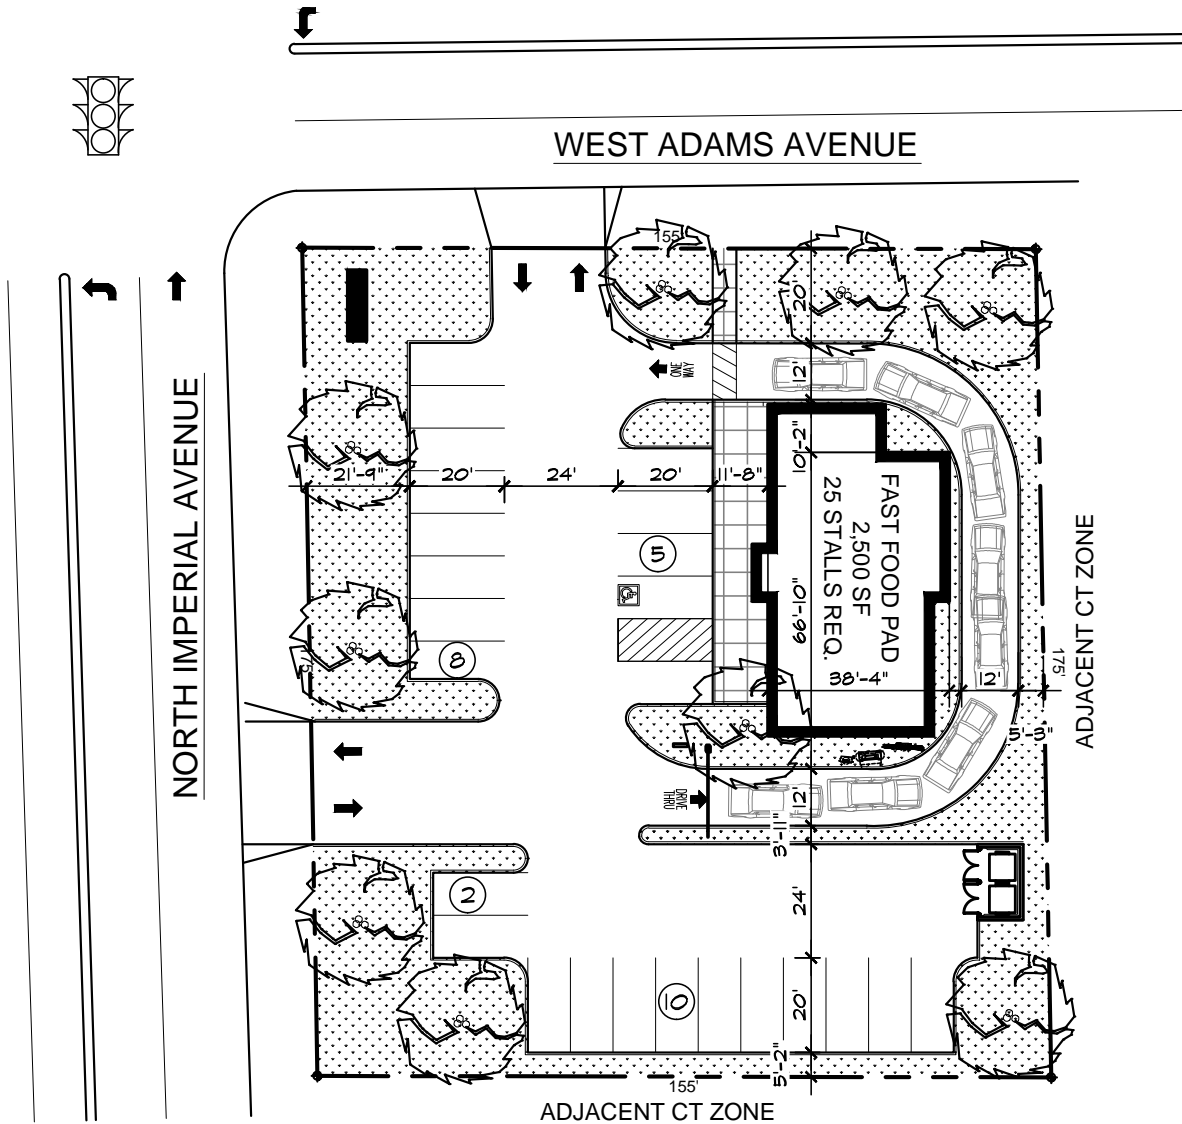 WEST ADAMS AVENUE
155'
20'
12'
ONE
WAY
NORTH IMPERIAL AVENUE
10'-2"
21'-9"
20'
24'
20'
11'-8"
FAST FOOD PAD
2,500 SF
25 STALLS REQ.
5
66'-10"
8
175'
38'-4"
12'
175'
ADJACENT CT ZONE
5'-3"
DRIVE
THRU
12'
3'-11"
2
24'
10
20'
5'-2"
155'
ADJACENT CT ZONE